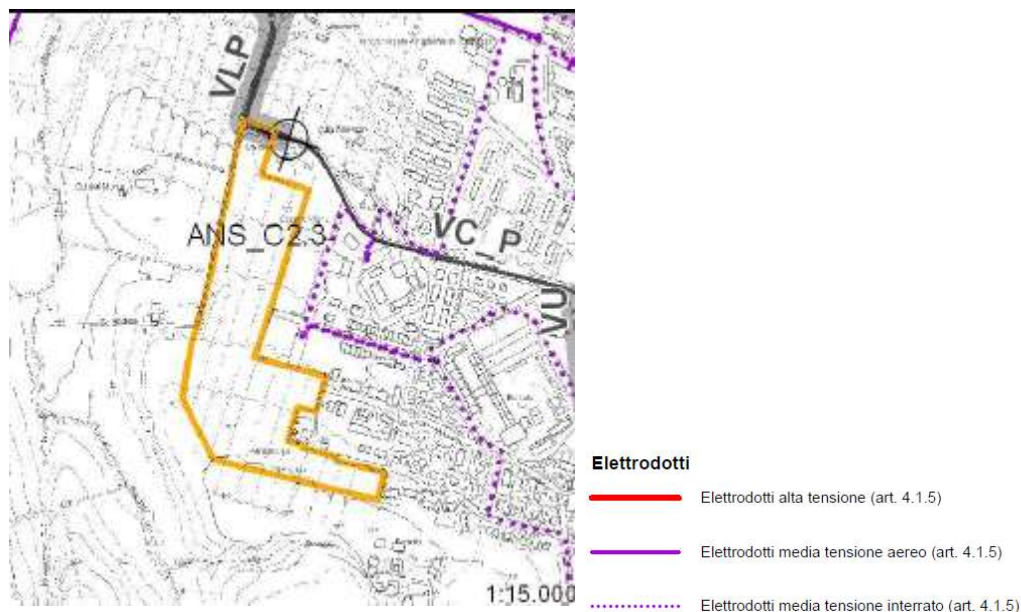 VLP
ANS_C2.3
VC_P
VU
1:15.000
Elettrodotti
Elettrodotti alta tensione (art. 4.1.5)
Elettrodotti media tensione aereo (art. 4.1.5)
Elettrodotti media tensione interrato (art. 4.1.5)